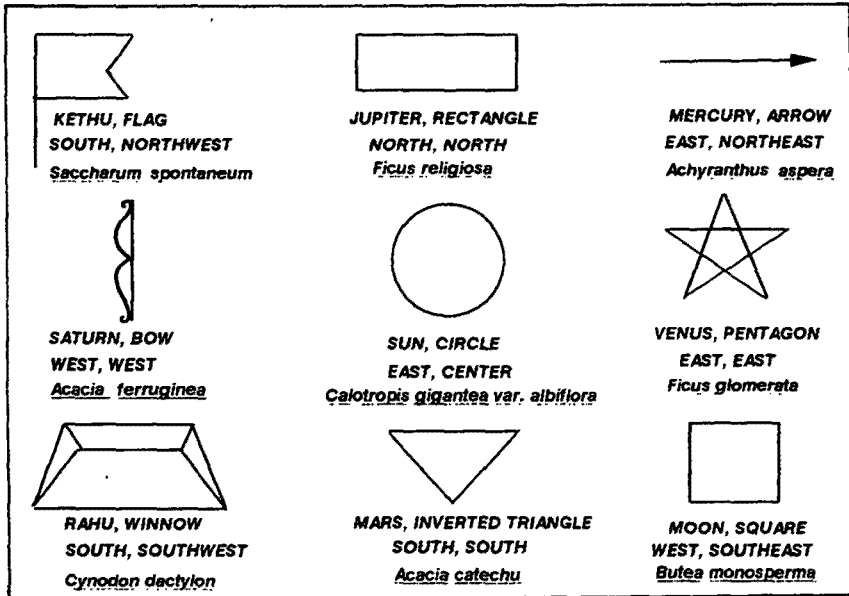 KETHU, FLAG
SOUTH, NORTHWEST
Saccharum spontaneum
JUPITER, RECTANGLE
NORTH, NORTH
Ficus religiosa
MERCURY, ARROW
EAST, NORTHEAST
Achyranthus aspera
SATURN, BOW
WEST, WEST
Acacia ferruginea
SUN, CIRCLE
EAST, CENTER
Calotropis gigantea var. albiflora
VENUS, PENTAGON
EAST, EAST
Ficus glomerata
RAHU, WINNOW
SOUTH, SOUTHWEST
Cynodon dactylon
MARS, INVERTED TRIANGLE
SOUTH, SOUTH
Acacia catechu
MOON, SQUARE
WEST, SOUTHEAST
Butea monosperma